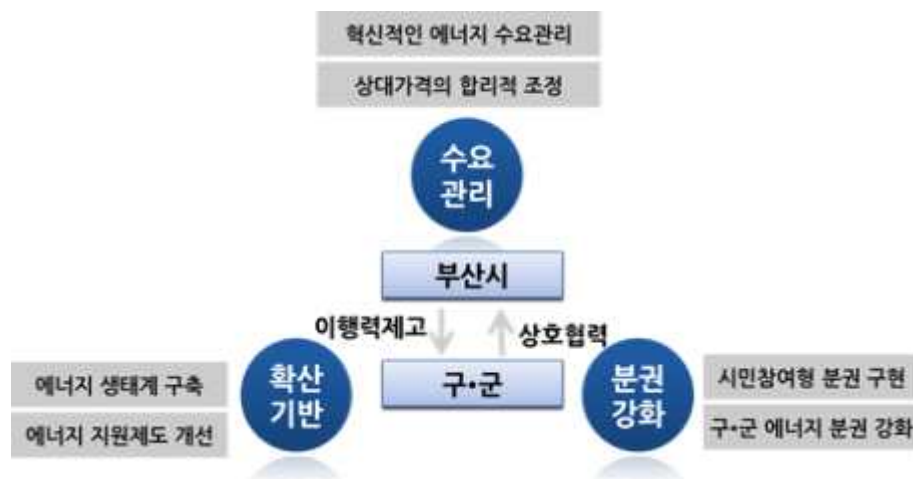 혁신적인 에너지 수요관리
상대가격의 합리적 조정
수요
관리
부산시
이행력제고
상호협력
구•군
확산
기반
에너지 생태계 구축
에너지 지원제도 개선
분권
강화
시민참여형 분권 구현
구•군 에너지 분권 강화